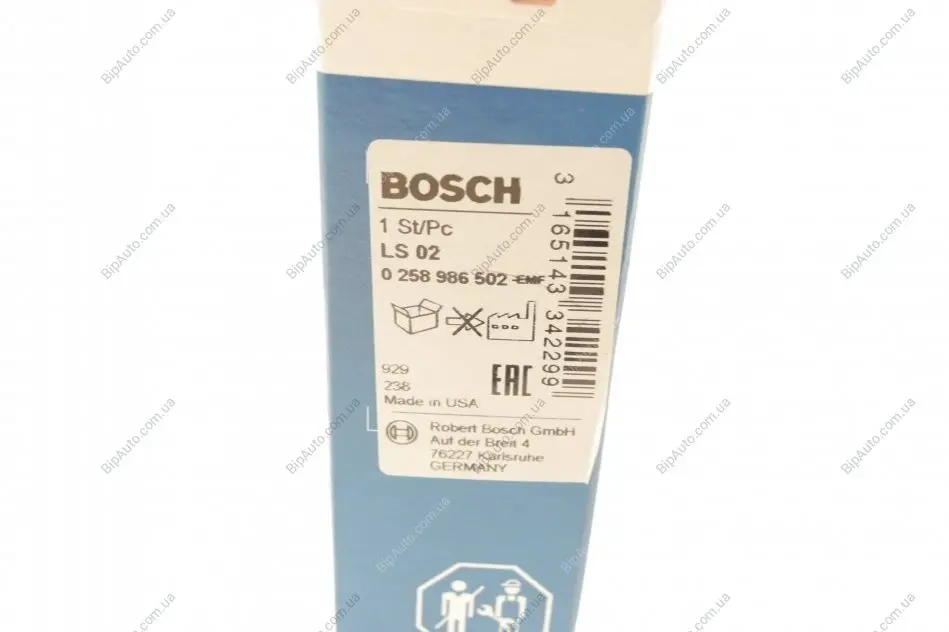 BOSCH
1 St/Pc
LS 02
0 258 986 502 EMF
929
238
Made in USA
EAC
Robert Bosch GmbH
Auf der Breit 4
76227 Karlsruhe
GERMANY
3 165143 342299
BipAuto.com.ua